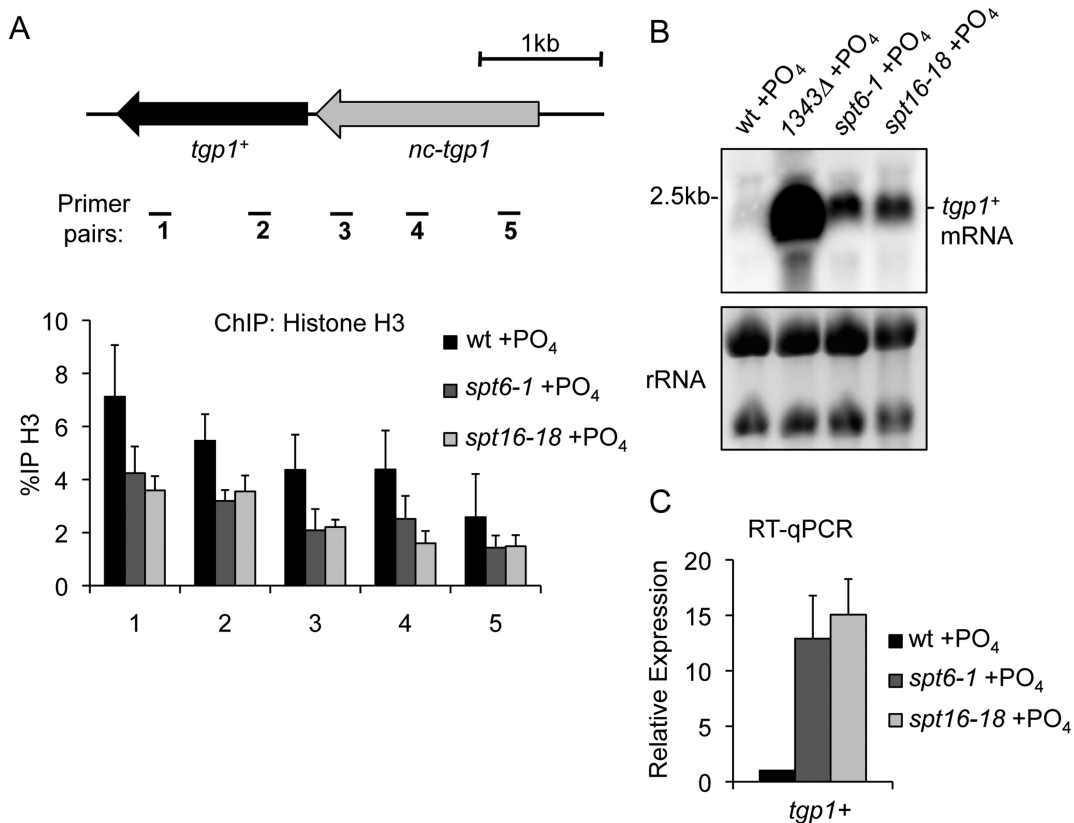 A
1kb
tgp1⁺
nc-tgp1
Primer
pairs:
1 2 3 4 5
ChIP: Histone H3
%IP H3
10
8
6
4
2
0
wt +PO₄
spt6-1 +PO₄
spt16-18 +PO₄
1 2 3 4 5
B
wt +PO₄
1343Δ +PO₄
spt6-1 +PO₄
spt16-18 +PO₄
2.5kb-
tgp1⁺
mRNA
rRNA
C
RT-qPCR
Relative Expression
20
15
10
5
0
wt +PO₄
spt6-1 +PO₄
spt16-18 +PO₄
tgp1+